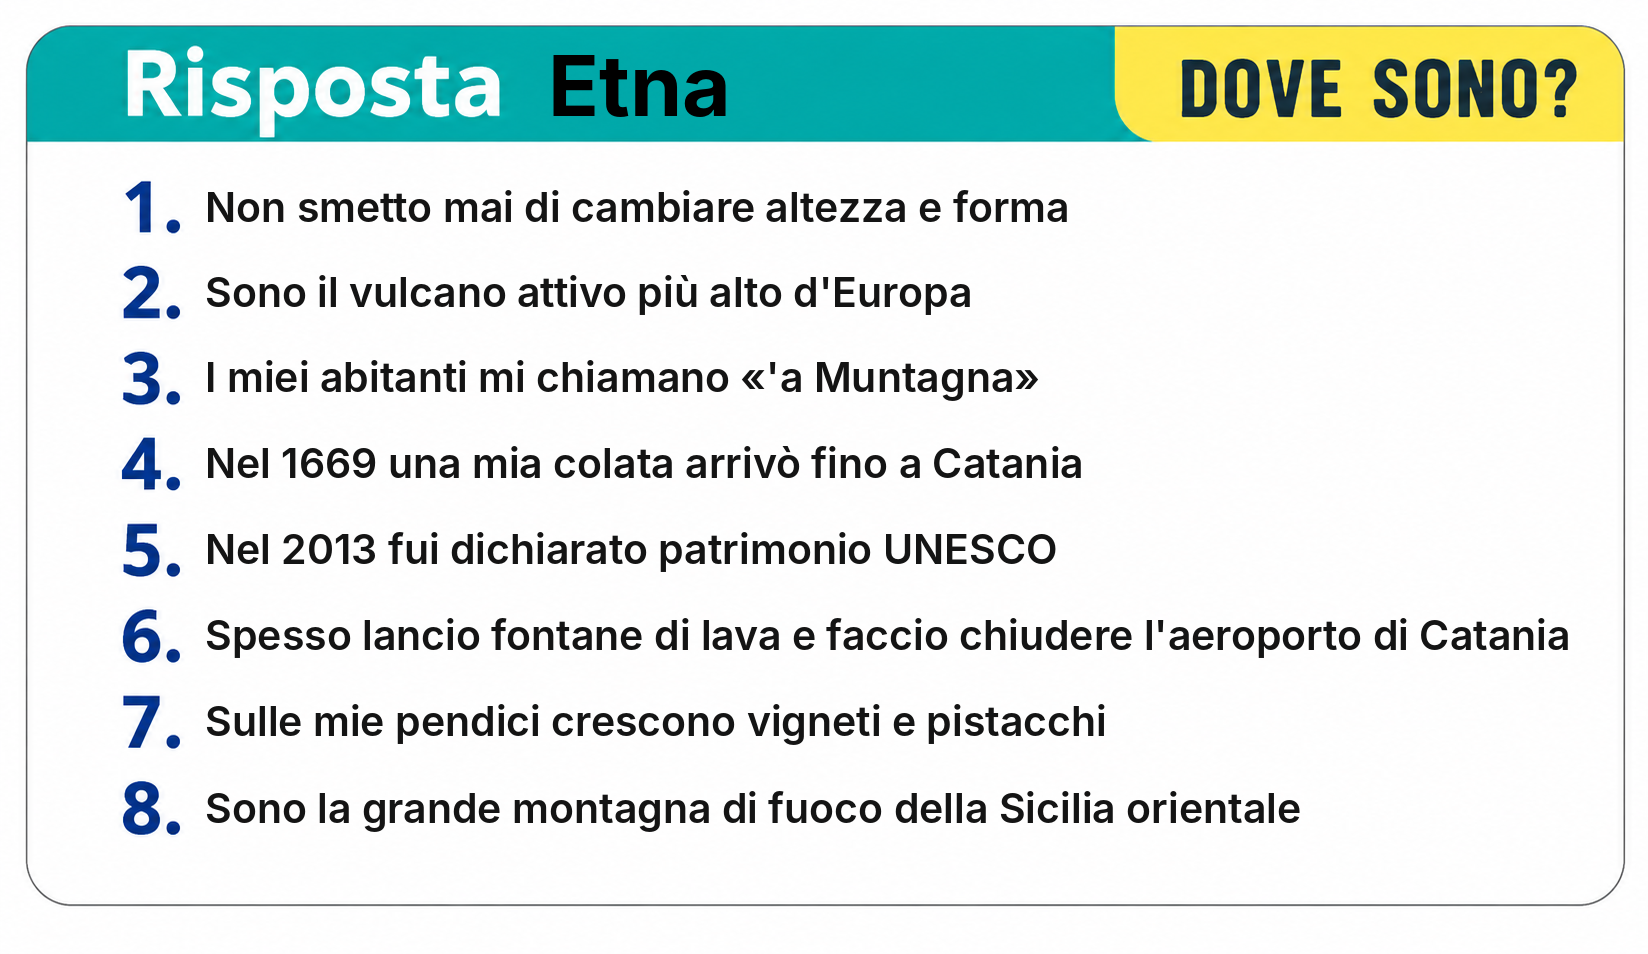 Risposta Etna
DOVE SONO?
1. Non smetto mai di cambiare altezza e forma
2. Sono il vulcano attivo più alto d'Europa
3. I miei abitanti mi chiamano «'a Muntagna»
4. Nel 1669 una mia colata arrivò fino a Catania
5. Nel 2013 fui dichiarato patrimonio UNESCO
6. Spesso lancio fontane di lava e faccio chiudere l'aeroporto di Catania
7. Sulle mie pendici crescono vigneti e pistacchi
8. Sono la grande montagna di fuoco della Sicilia orientale